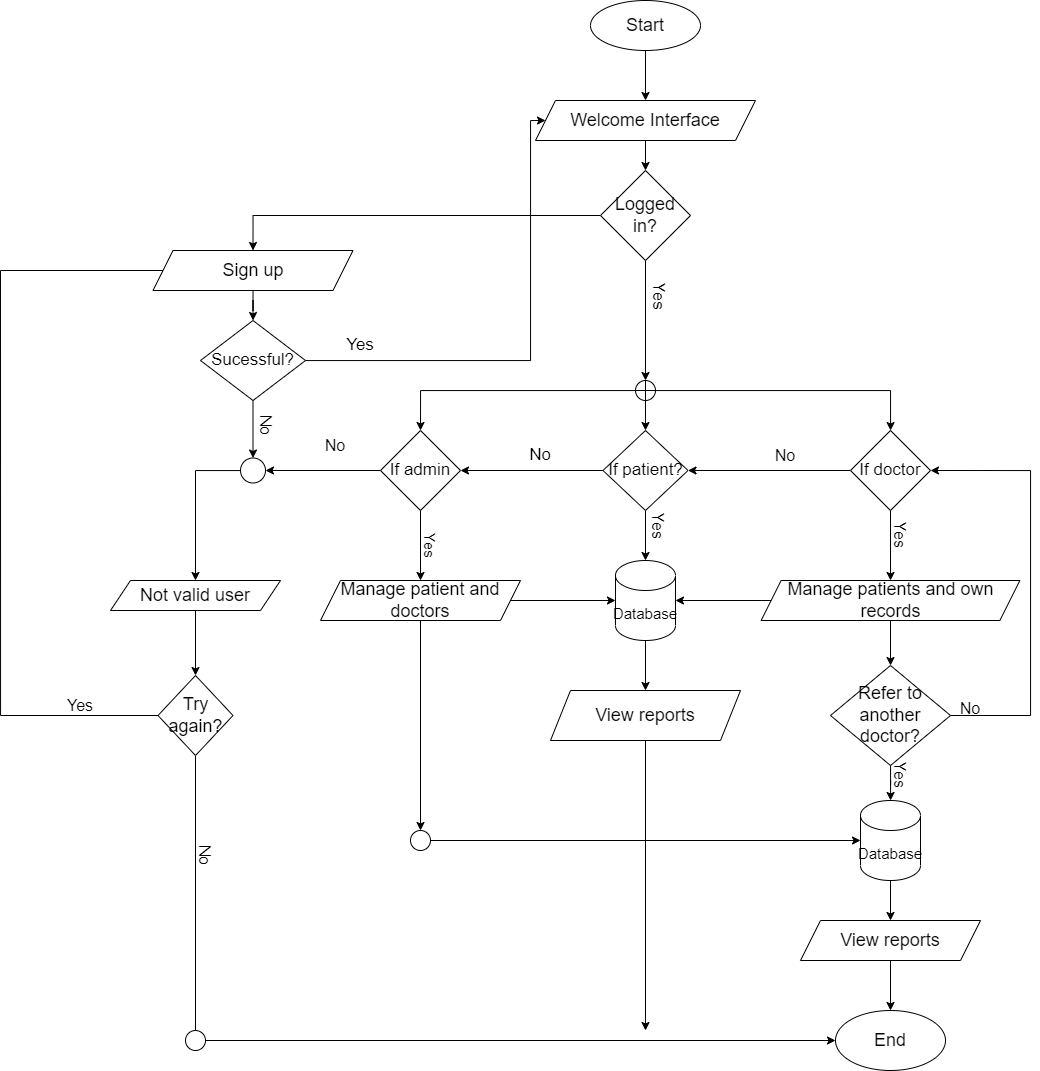 Start
Welcome Interface
Logged
in?
Sign up
Yes
Sucessful?
Yes
No
No
No
No
If admin
If patient?
If doctor
Yes
Yes
Yes
Not valid user
Manage patient and
doctors
Database
Manage patients and own
records
Yes
Try
again?
View reports
Refer to
another
doctor?
No
Yes
No
Database
View reports
End